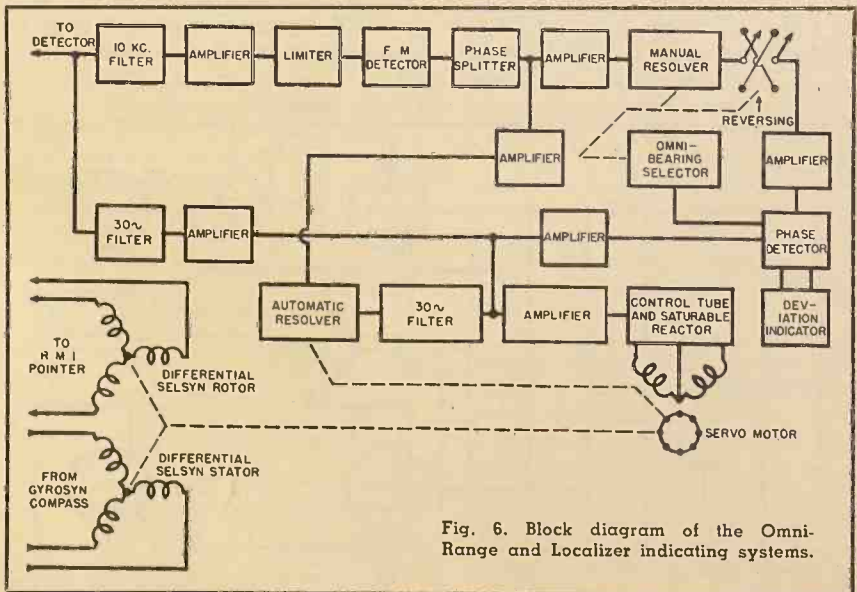 TO
DETECTOR
10 KC.
FILTER
AMPLIFIER
LIMITER
F M
DETECTOR
PHASE
SPLITTER
AMPLIFIER
MANUAL
RESOLVER
REVERSING
AMPLIFIER
OMNI-
BEARING
SELECTOR
AMPLIFIER
30~
FILTER
AMPLIFIER
AMPLIFIER
PHASE
DETECTOR
AUTOMATIC
RESOLVER
30~
FILTER
AMPLIFIER
CONTROL TUBE
AND SATURABLE
REACTOR
DEV-
IATION
INDICATOR
TO
R M I
POINTER
DIFFERENTIAL
SELSYN ROTOR
SERVO MOTOR
FROM
GYROSYN
COMPASS
DIFFERENTIAL
SELSYN STATOR
Fig. 6. Block diagram of the Omni-
Range and Localizer indicating systems.